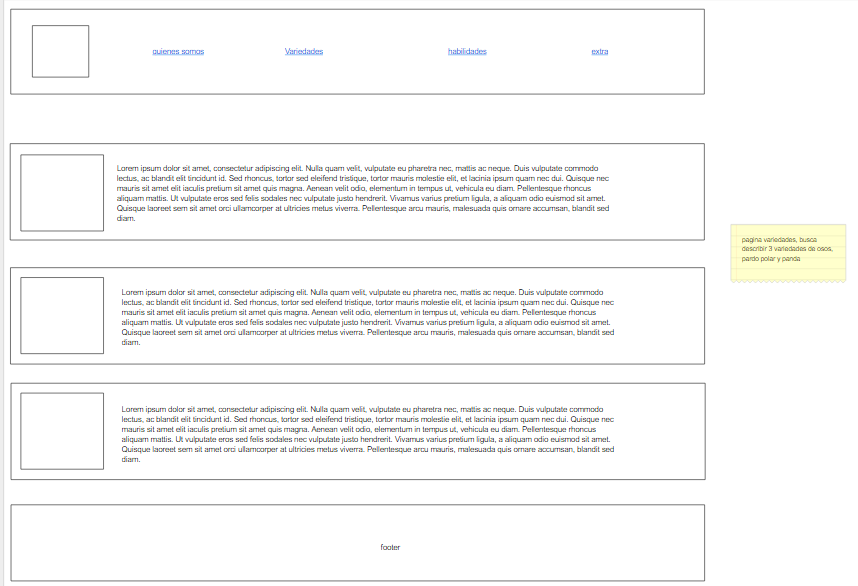 quienes somos Variedades habilidades extra
Lorem ipsum dolor sit amet, consectetur adipiscing elit. Nulla quam velit, vulputate eu pharetra nec, mattis ac neque. Duis vulputate commodo
lectus, ac blandit elit tincidunt id. Sed rhoncus, tortor sed eleifend tristique, tortor mauris molestie elit, et lacinia ipsum quam nec dui. Quisque nec
mauris sit amet elit iaculis pretium sit amet quis magna. Aenean velit odio, elementum in tempus ut, vehicula eu diam. Pellentesque rhoncus
aliquam mattis. Ut vulputate eros sed felis sodales nec vulputate justo hendrerit. Vivamus varius pretium ligula, a aliquam odio euismod sit amet.
Quisque laoreet sem sit amet orci ullamcorper at ultricies metus viverra. Pellentesque arcu mauris, malesuada quis ornare accumsan, blandit sed
diam.
pagina variedades, busca
describir 3 variedades de osos,
pardo polar y panda
Lorem ipsum dolor sit amet, consectetur adipiscing elit. Nulla quam velit, vulputate eu pharetra nec, mattis ac neque. Duis vulputate commodo
lectus, ac blandit elit tincidunt id. Sed rhoncus, tortor sed eleifend tristique, tortor mauris molestie elit, et lacinia ipsum quam nec dui. Quisque nec
mauris sit amet elit iaculis pretium sit amet quis magna. Aenean velit odio, elementum in tempus ut, vehicula eu diam. Pellentesque rhoncus
aliquam mattis. Ut vulputate eros sed felis sodales nec vulputate justo hendrerit. Vivamus varius pretium ligula, a aliquam odio euismod sit amet.
Quisque laoreet sem sit amet orci ullamcorper at ultricies metus viverra. Pellentesque arcu mauris, malesuada quis ornare accumsan, blandit sed
diam.
Lorem ipsum dolor sit amet, consectetur adipiscing elit. Nulla quam velit, vulputate eu pharetra nec, mattis ac neque. Duis vulputate commodo
lectus, ac blandit elit tincidunt id. Sed rhoncus, tortor sed eleifend tristique, tortor mauris molestie elit, et lacinia ipsum quam nec dui. Quisque nec
mauris sit amet elit iaculis pretium sit amet quis magna. Aenean velit odio, elementum in tempus ut, vehicula eu diam. Pellentesque rhoncus
aliquam mattis. Ut vulputate eros sed felis sodales nec vulputate justo hendrerit. Vivamus varius pretium ligula, a aliquam odio euismod sit amet.
Quisque laoreet sem sit amet orci ullamcorper at ultricies metus viverra. Pellentesque arcu mauris, malesuada quis ornare accumsan, blandit sed
diam.
footer